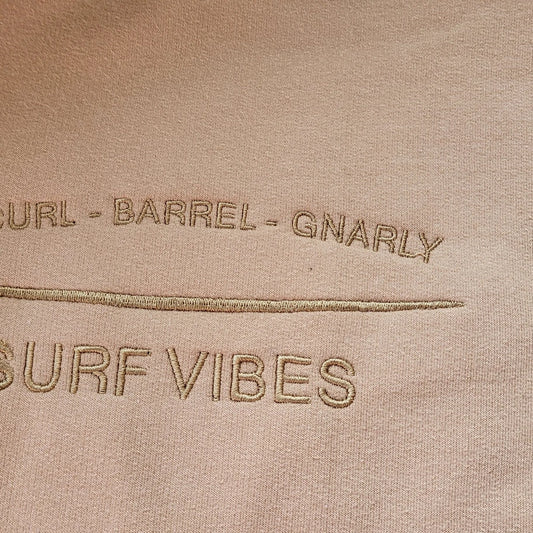 CURL - BARREL - GNARLY
SURF VIBES